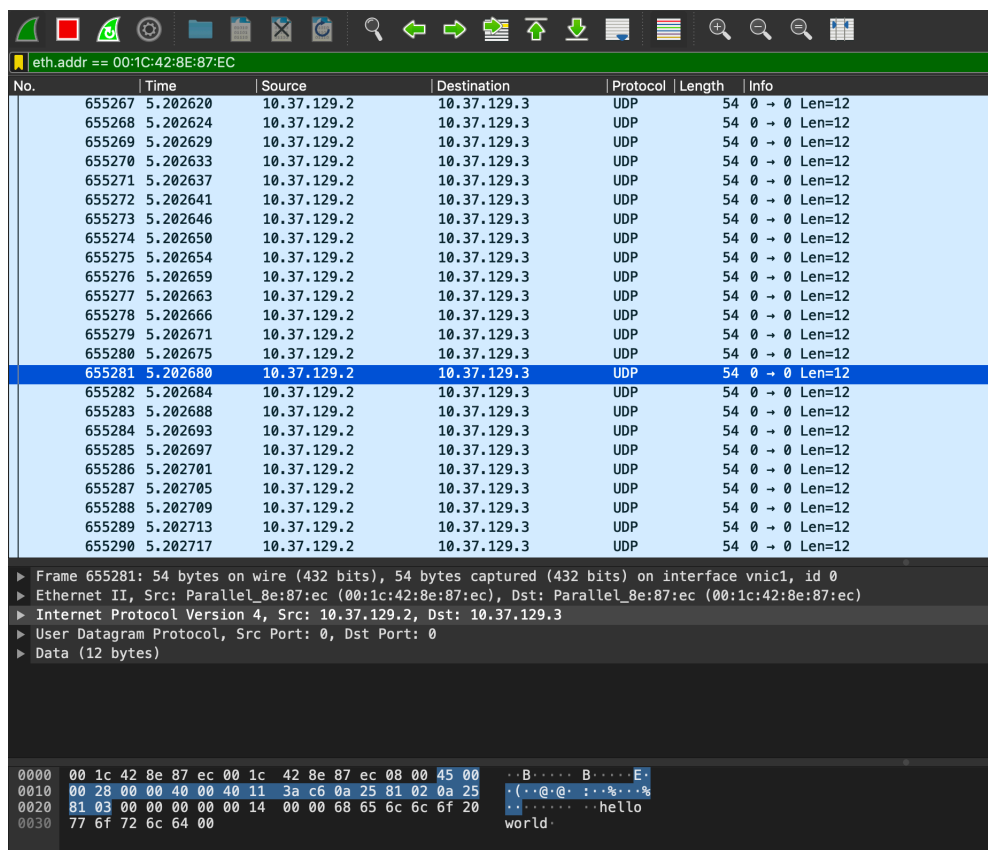 eth.addr == 00:1C:42:8E:87:EC
No. Time Source Destination Protocol Length Info
655267 5.202620 10.37.129.2 10.37.129.3 UDP 54 0 → 0 Len=12
655268 5.202624 10.37.129.2 10.37.129.3 UDP 54 0 → 0 Len=12
655269 5.202629 10.37.129.2 10.37.129.3 UDP 54 0 → 0 Len=12
655270 5.202633 10.37.129.2 10.37.129.3 UDP 54 0 → 0 Len=12
655271 5.202637 10.37.129.2 10.37.129.3 UDP 54 0 → 0 Len=12
655272 5.202641 10.37.129.2 10.37.129.3 UDP 54 0 → 0 Len=12
655273 5.202646 10.37.129.2 10.37.129.3 UDP 54 0 → 0 Len=12
655274 5.202650 10.37.129.2 10.37.129.3 UDP 54 0 → 0 Len=12
655275 5.202654 10.37.129.2 10.37.129.3 UDP 54 0 → 0 Len=12
655276 5.202659 10.37.129.2 10.37.129.3 UDP 54 0 → 0 Len=12
655277 5.202663 10.37.129.2 10.37.129.3 UDP 54 0 → 0 Len=12
655278 5.202666 10.37.129.2 10.37.129.3 UDP 54 0 → 0 Len=12
655279 5.202671 10.37.129.2 10.37.129.3 UDP 54 0 → 0 Len=12
655280 5.202675 10.37.129.2 10.37.129.3 UDP 54 0 → 0 Len=12
655281 5.202680 10.37.129.2 10.37.129.3 UDP 54 0 → 0 Len=12
655282 5.202684 10.37.129.2 10.37.129.3 UDP 54 0 → 0 Len=12
655283 5.202688 10.37.129.2 10.37.129.3 UDP 54 0 → 0 Len=12
655284 5.202693 10.37.129.2 10.37.129.3 UDP 54 0 → 0 Len=12
655285 5.202697 10.37.129.2 10.37.129.3 UDP 54 0 → 0 Len=12
655286 5.202701 10.37.129.2 10.37.129.3 UDP 54 0 → 0 Len=12
655287 5.202705 10.37.129.2 10.37.129.3 UDP 54 0 → 0 Len=12
655288 5.202709 10.37.129.2 10.37.129.3 UDP 54 0 → 0 Len=12
655289 5.202713 10.37.129.2 10.37.129.3 UDP 54 0 → 0 Len=12
655290 5.202717 10.37.129.2 10.37.129.3 UDP 54 0 → 0 Len=12
Frame 655281: 54 bytes on wire (432 bits), 54 bytes captured (432 bits) on interface vnic1, id 0
Ethernet II, Src: Parallel_8e:87:ec (00:1c:42:8e:87:ec), Dst: Parallel_8e:87:ec (00:1c:42:8e:87:ec)
Internet Protocol Version 4, Src: 10.37.129.2, Dst: 10.37.129.3
User Datagram Protocol, Src Port: 0, Dst Port: 0
Data (12 bytes)
0000 00 1c 42 8e 87 ec 00 1c 42 8e 87 ec 08 00 45 00 ··B····· B·····E·
0010 00 28 00 00 40 00 40 11 3a c6 0a 25 81 02 0a 25 ·(··@·@· :··%···%
0020 81 03 00 00 00 00 00 14 00 00 68 65 6c 6c 6f 20 ········ ··hello
0030 77 6f 72 6c 64 00 world·